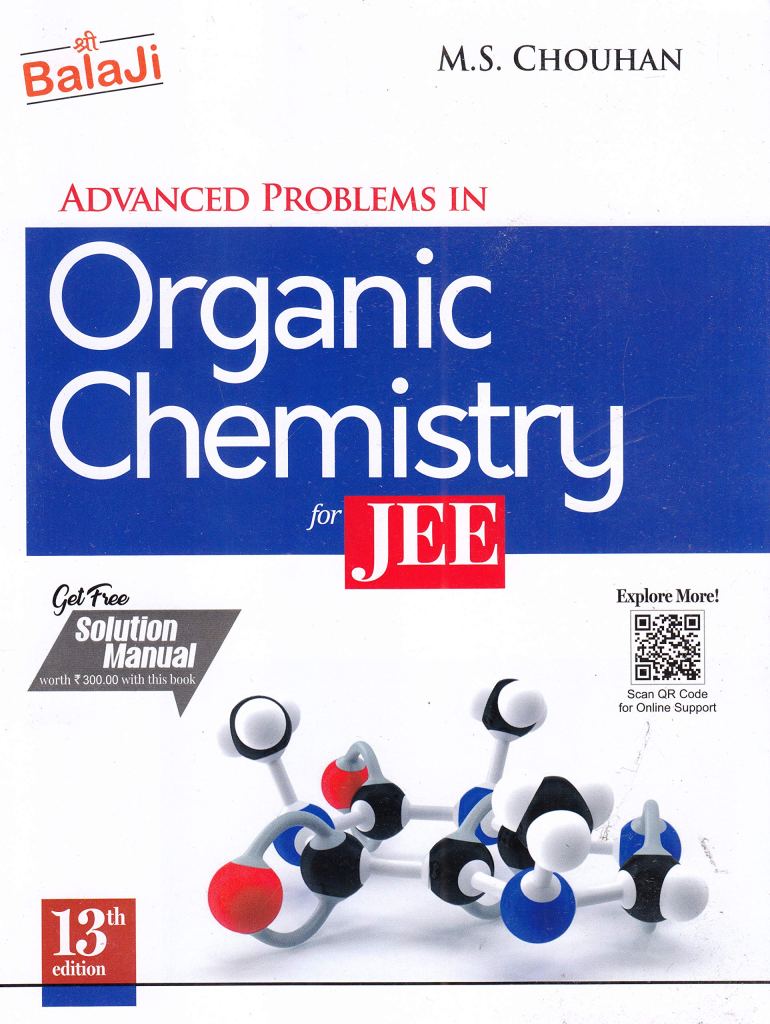 श्री
BalaJi
M.S. CHOUHAN
ADVANCED PROBLEMS IN
Organic
Chemistry
for JEE
Get Free
Solution
Manual
worth ₹ 300.00 with this book
Explore More!
Scan QR Code
for Online Support
13th
edition